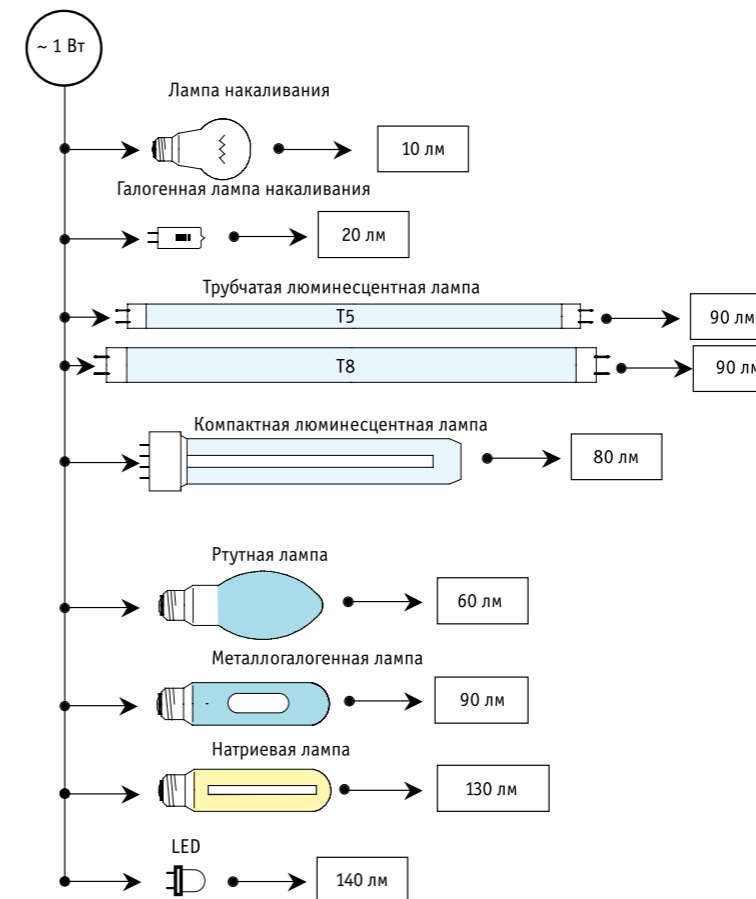 ~ 1 Вт
Лампа накаливания
10 лм
Галогенная лампа накаливания
20 лм
Трубчатая люминесцентная лампа
T5
90 лм
T8
90 лм
Компактная люминесцентная лампа
80 лм
Ртутная лампа
60 лм
Металлогалогенная лампа
90 лм
Натриевая лампа
130 лм
LED
140 лм